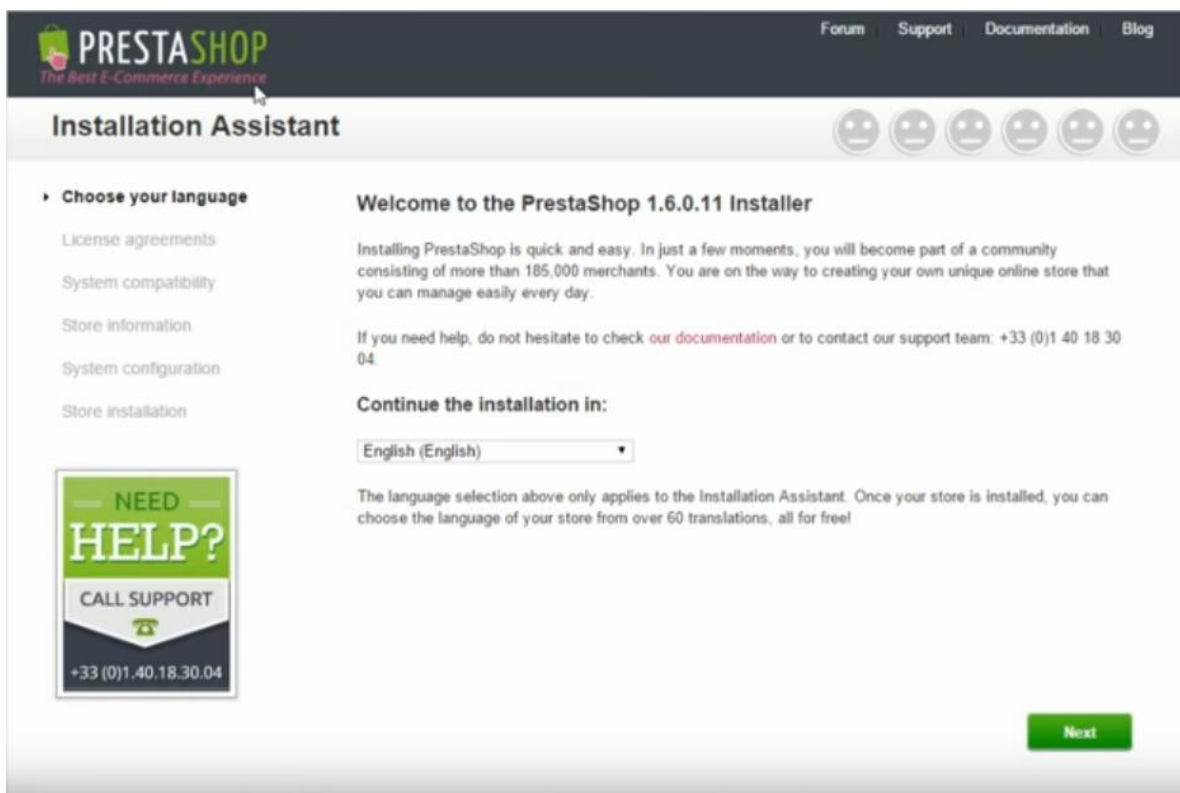 PRESTASHOP
The Best E-Commerce Experience
Forum Support Documentation Blog
Installation Assistant
Choose your language
License agreements
System compatibility
Store information
System configuration
Store installation
NEED
HELP?
CALL SUPPORT
+33 (0)1.40.18.30.04
Welcome to the PrestaShop 1.6.0.11 Installer
Installing PrestaShop is quick and easy. In just a few moments, you will become part of a community
consisting of more than 185,000 merchants. You are on the way to creating your own unique online store that
you can manage easily every day.
If you need help, do not hesitate to check our documentation or to contact our support team: +33 (0)1 40 18 30
04.
Continue the installation in:
English (English)
The language selection above only applies to the Installation Assistant. Once your store is installed, you can
choose the language of your store from over 60 translations, all for free!
Next